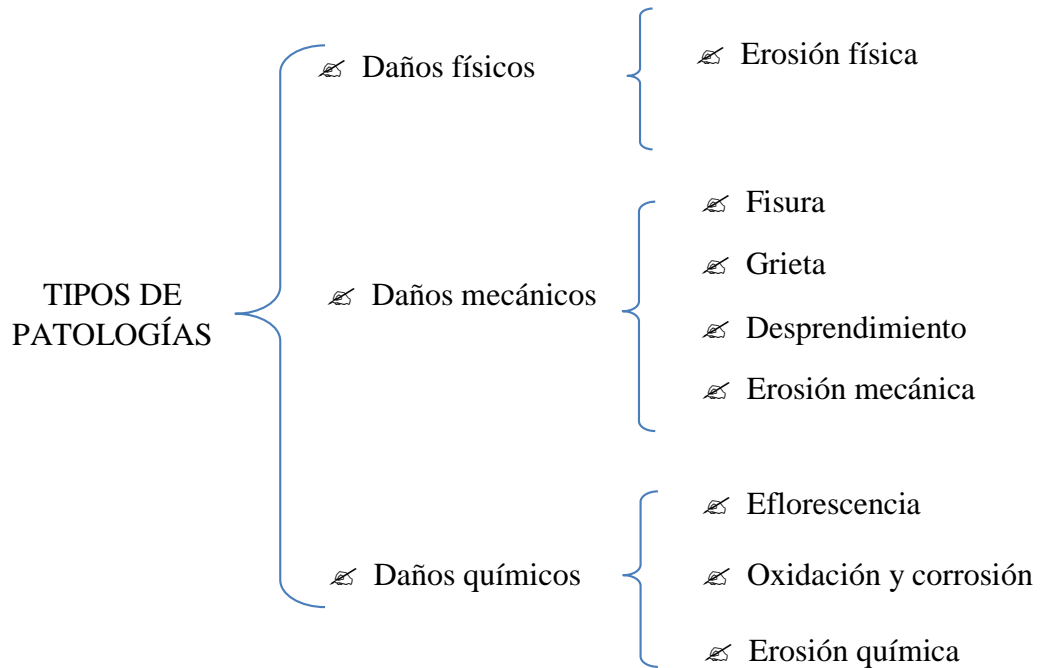 TIPOS DE
PATOLOGÍAS
Daños físicos
Erosión física
Daños mecánicos
Fisura
Grieta
Desprendimiento
Erosión mecánica
Daños químicos
Eflorescencia
Oxidación y corrosión
Erosión química